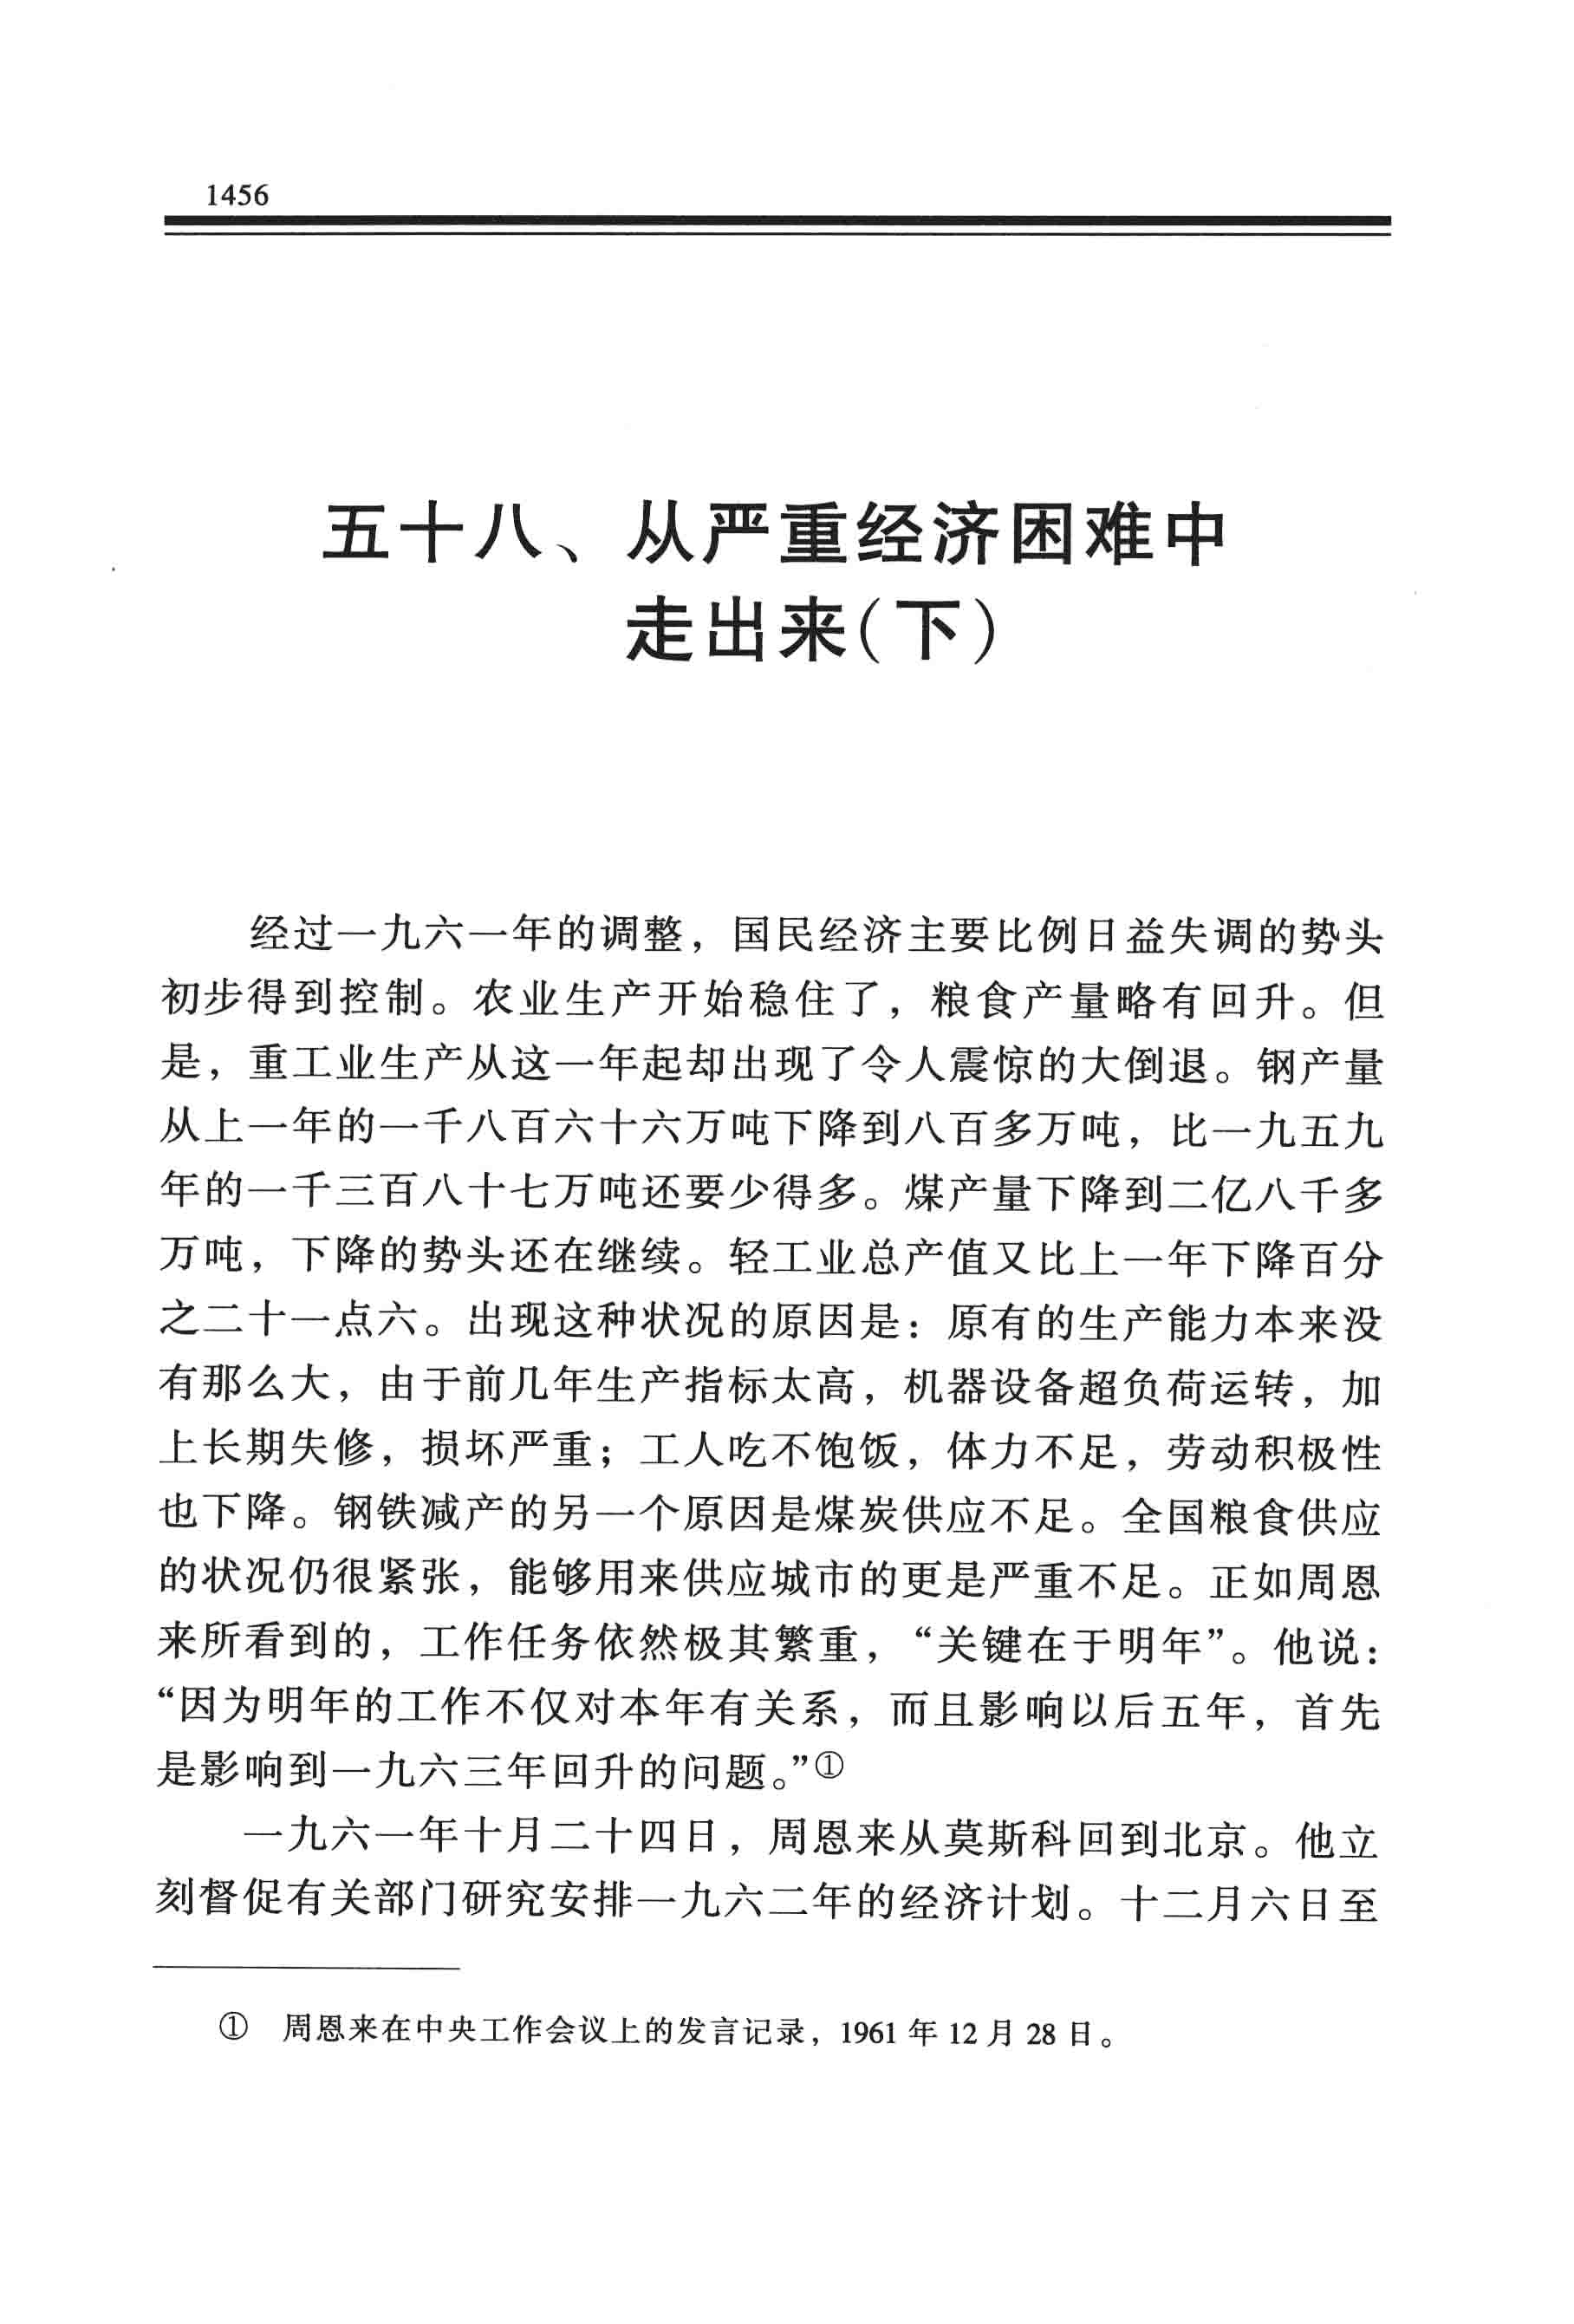 1456
五十八、从严重经济困难中
走出来(下)
经过一九六一年的调整，国民经济主要比例日益失调的势头
初步得到控制。农业生产开始稳住了，粮食产量略有回升。但
是，重工业生产从这一年起却出现了令人震惊的大倒退。钢产量
从上一年的一千八百六十六万吨下降到八百多万吨，比一九五九
年的一千三百八十七万吨还要少得多。煤产量下降到二亿八千多
万吨，下降的势头还在继续。轻工业总产值又比上一年下降百分
之二十一点六。出现这种状况的原因是：原有的生产能力本来没
有那么大，由于前几年生产指标太高，机器设备超负荷运转，加
上长期失修，损坏严重；工人吃不饱饭，体力不足，劳动积极性
也下降。钢铁减产的另一个原因是煤炭供应不足。全国粮食供应
的状况仍很紧张，能够用来供应城市的更是严重不足。正如周恩
来所看到的，工作任务依然极其繁重，“关键在于明年”。他说：
“因为明年的工作不仅对本年有关系，而且影响以后五年，首先
是影响到一九六三年回升的问题。”①
一九六一年十月二十四日，周恩来从莫斯科回到北京。他立
刻督促有关部门研究安排一九六二年的经济计划。十二月六日至
① 周恩来在中央工作会议上的发言记录，1961 年 12 月 28 日。